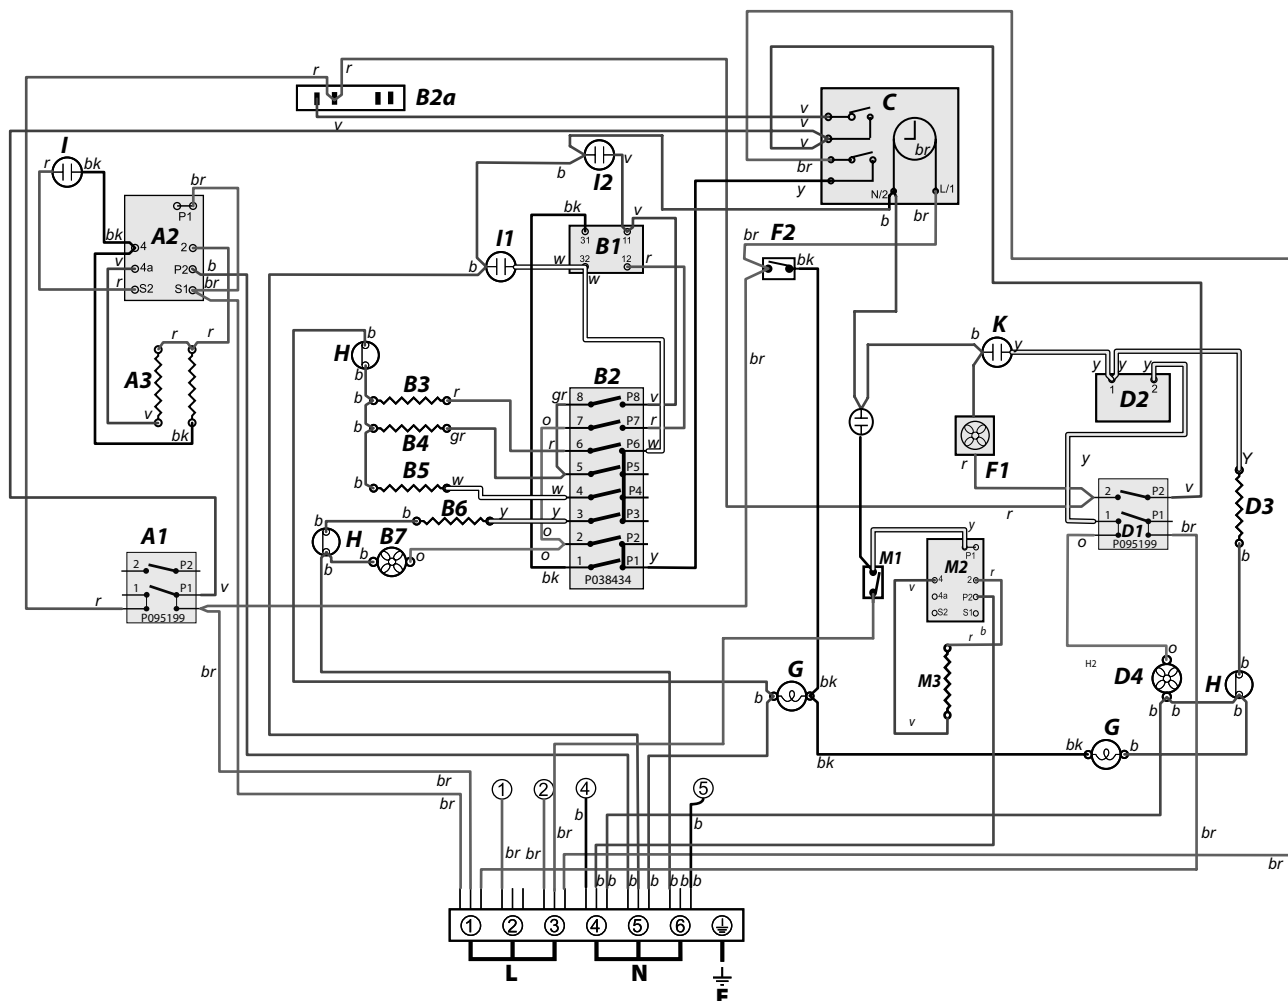 r
r
B2a
v
C
v
v
v
br
y
br
N/2
L/1
b
br
I
r
bk
br
P1
A2
bk
4
2
v
4a
P2
b
r
S2
S1
br
r
r
A3
v
bk
I2
b
v
bk
v
31
11
B1
32
12
r
I1
b
w
w
F2
br
bk
br
H
b
b
B3
b
r
B4
b
gr
B5
b
w
B6
b
y
H
b
b
B7
b
o
B2
gr
8
P8
v
o
7
P7
r
r
6
P6
w
5
P5
w
4
P4
y
3
P3
o
2
P2
o
bk
1
P1
y
P038434
K
b
y
y
y
y
1
2
D2
F1
r
y
Y
D3
b
2
P2
v
1
P1
br
D1
P095199
o
r
A1
2
P2
1
P1
v
r
P095199
M1
y
P1
M2
4
2
r
v
4a
P2
S2
S1
b
r
M3
v
H2
o
D4
b
b
b
H
b
G
b
bk
G
bk
b
bk
br
br
br
1
2
4
5
b
b
br
br
br
br
br
b
b
b
b
b
b
b
b
1
2
3
4
5
6
L
N
E